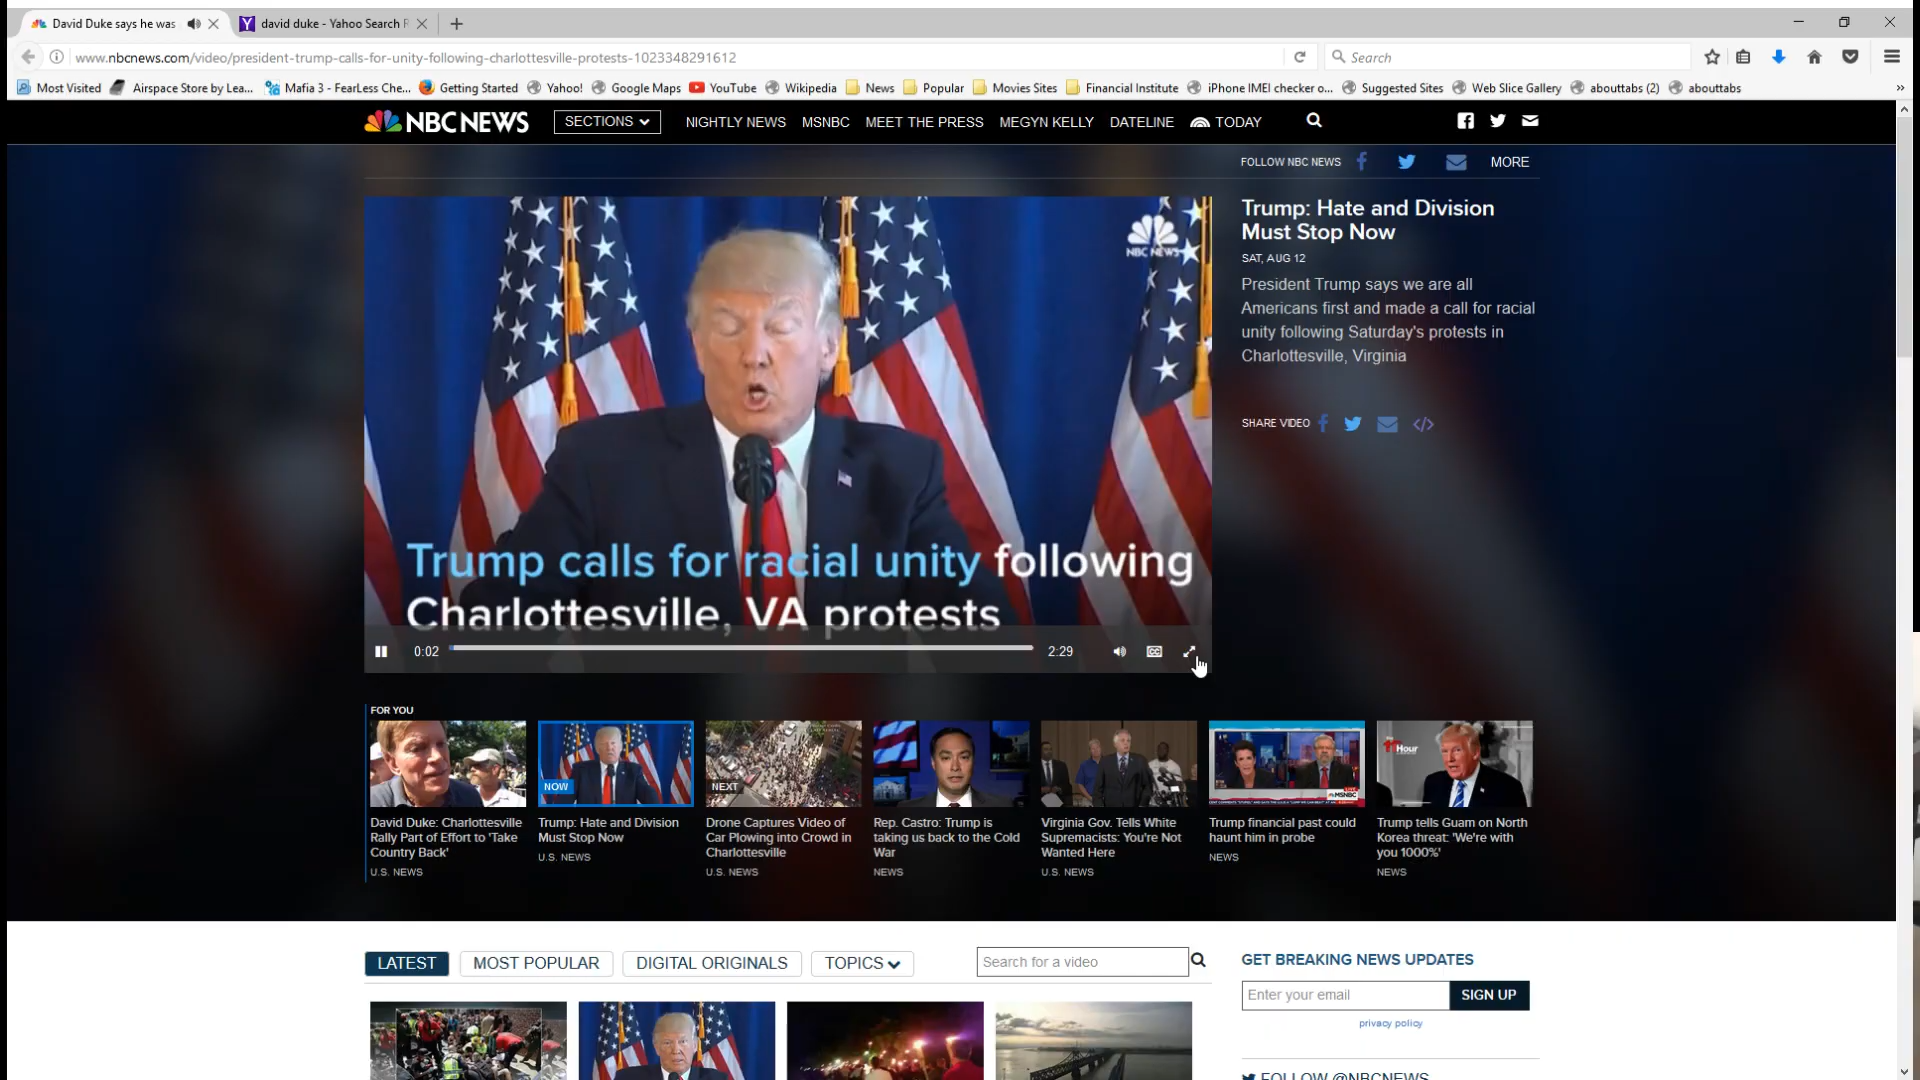 David Duke says he was
david duke - Yahoo Search R
www.nbcnews.com/video/president-trump-calls-for-unity-following-charlottesville-protests-1023348291612
Search
Most Visited Airspace Store by Lea... Mafia 3 - FearLess Che... Getting Started Yahoo! Google Maps YouTube Wikipedia News Popular Movies Sites Financial Institute iPhone IMEI checker o... Suggested Sites Web Slice Gallery abouttabs (2) abouttabs
NBC NEWS SECTIONS NIGHTLY NEWS MSNBC MEET THE PRESS MEGYN KELLY DATELINE TODAY
FOLLOW NBC NEWS MORE
NBC NEWS
Trump calls for racial unity following
Charlottesville, VA protests
0:02 2:29
CC
Trump: Hate and Division
Must Stop Now
SAT, AUG 12
President Trump says we are all
Americans first and made a call for racial
unity following Saturday's protests in
Charlottesville, Virginia
SHARE VIDEO
FOR YOU
David Duke: Charlottesville
Rally Part of Effort to 'Take
Country Back'
U.S. NEWS
NOW
Trump: Hate and Division
Must Stop Now
U.S. NEWS
NEXT
Drone Captures Video of
Car Plowing into Crowd in
Charlottesville
U.S. NEWS
Rep. Castro: Trump is
taking us back to the Cold
War
NEWS
Virginia Gov. Tells White
Supremacists: You're Not
Wanted Here
U.S. NEWS
MSNBC
Trump financial past could
haunt him in probe
NEWS
Hour
Trump tells Guam on North
Korea threat: 'We're with
you 1000%'
NEWS
LATEST MOST POPULAR DIGITAL ORIGINALS TOPICS
Search for a video
GET BREAKING NEWS UPDATES
Enter your email SIGN UP
privacy policy
FOLLOW @NBCNEWS